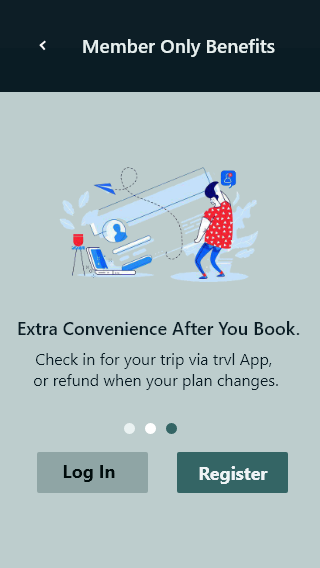 Member Only Benefits
Extra Convenience After You Book.
Check in for your trip via trvl App,
or refund when your plan changes.
Log In
Register